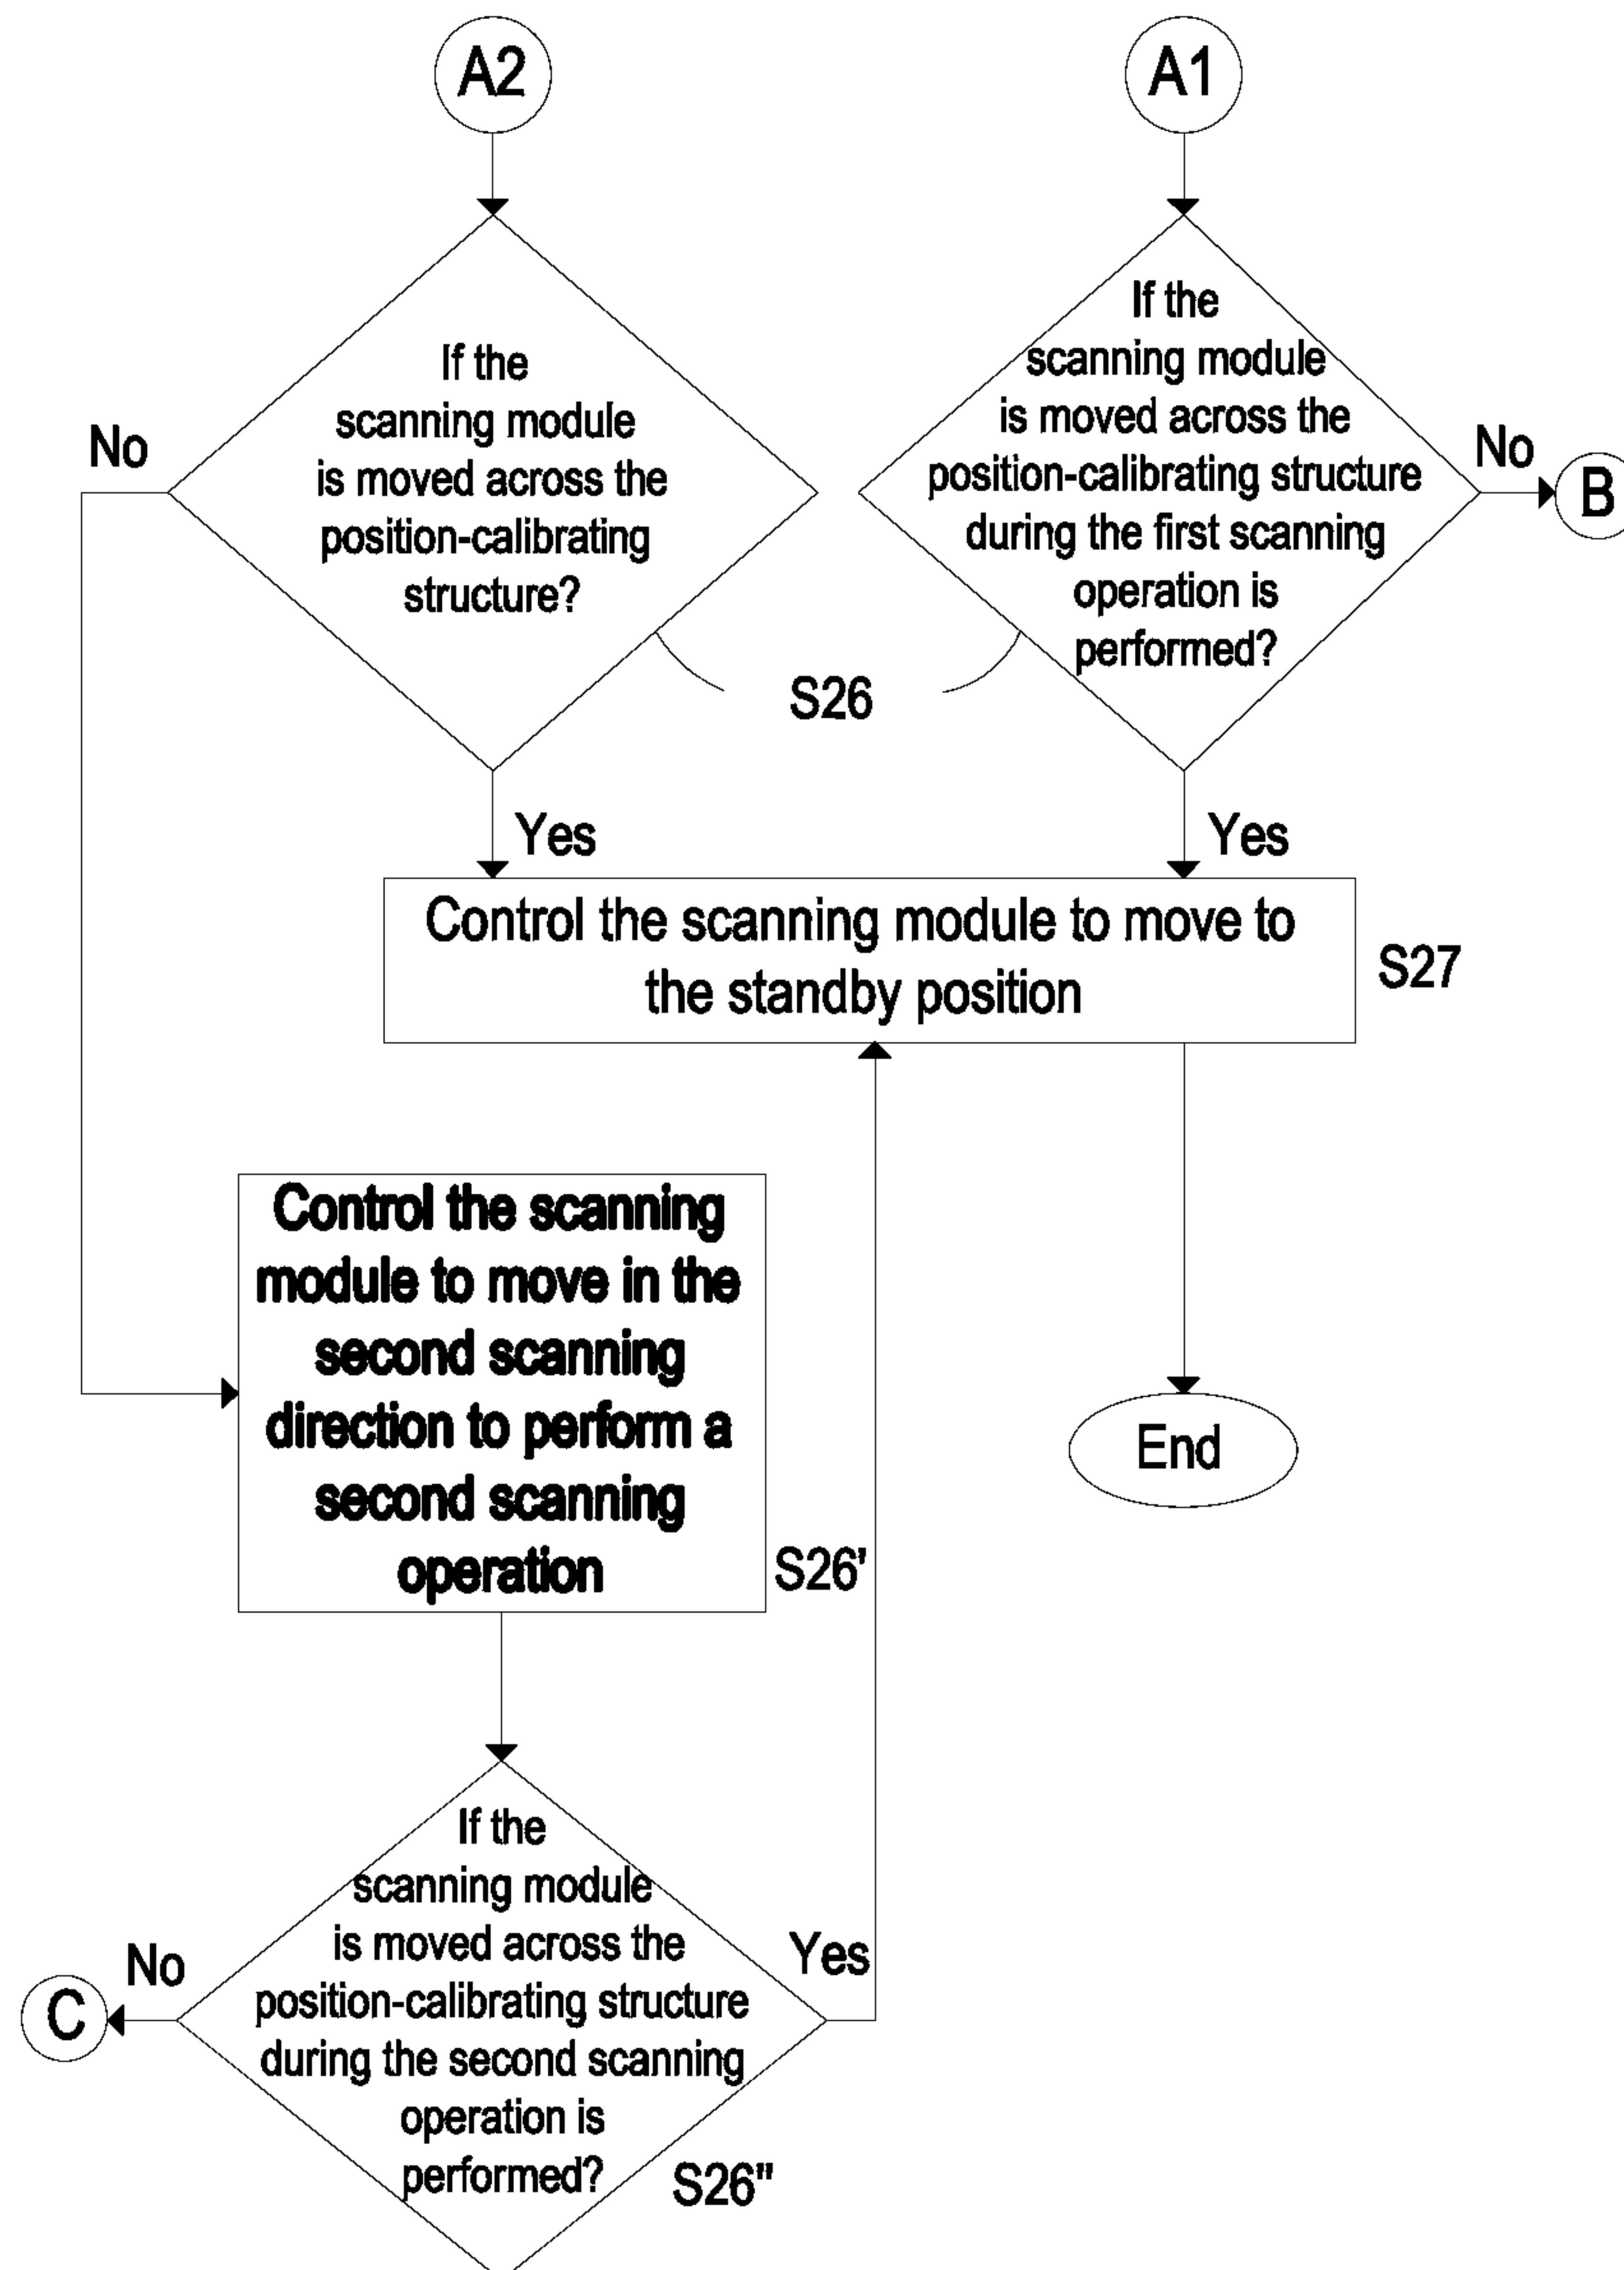 A2
A1
If the
scanning module
is moved across the
position-calibrating
structure?
No
If the
scanning module
is moved across the
position-calibrating structure
during the first scanning
operation is
performed?
No
B
S26
Yes
Yes
Control the scanning module to move to
the standby position
S27
Control the scanning
module to move in the
second scanning
direction to perform a
second scanning
operation
S26'
End
If the
scanning module
is moved across the
position-calibrating structure
during the second scanning
operation is
performed?
No
C
Yes
S26"